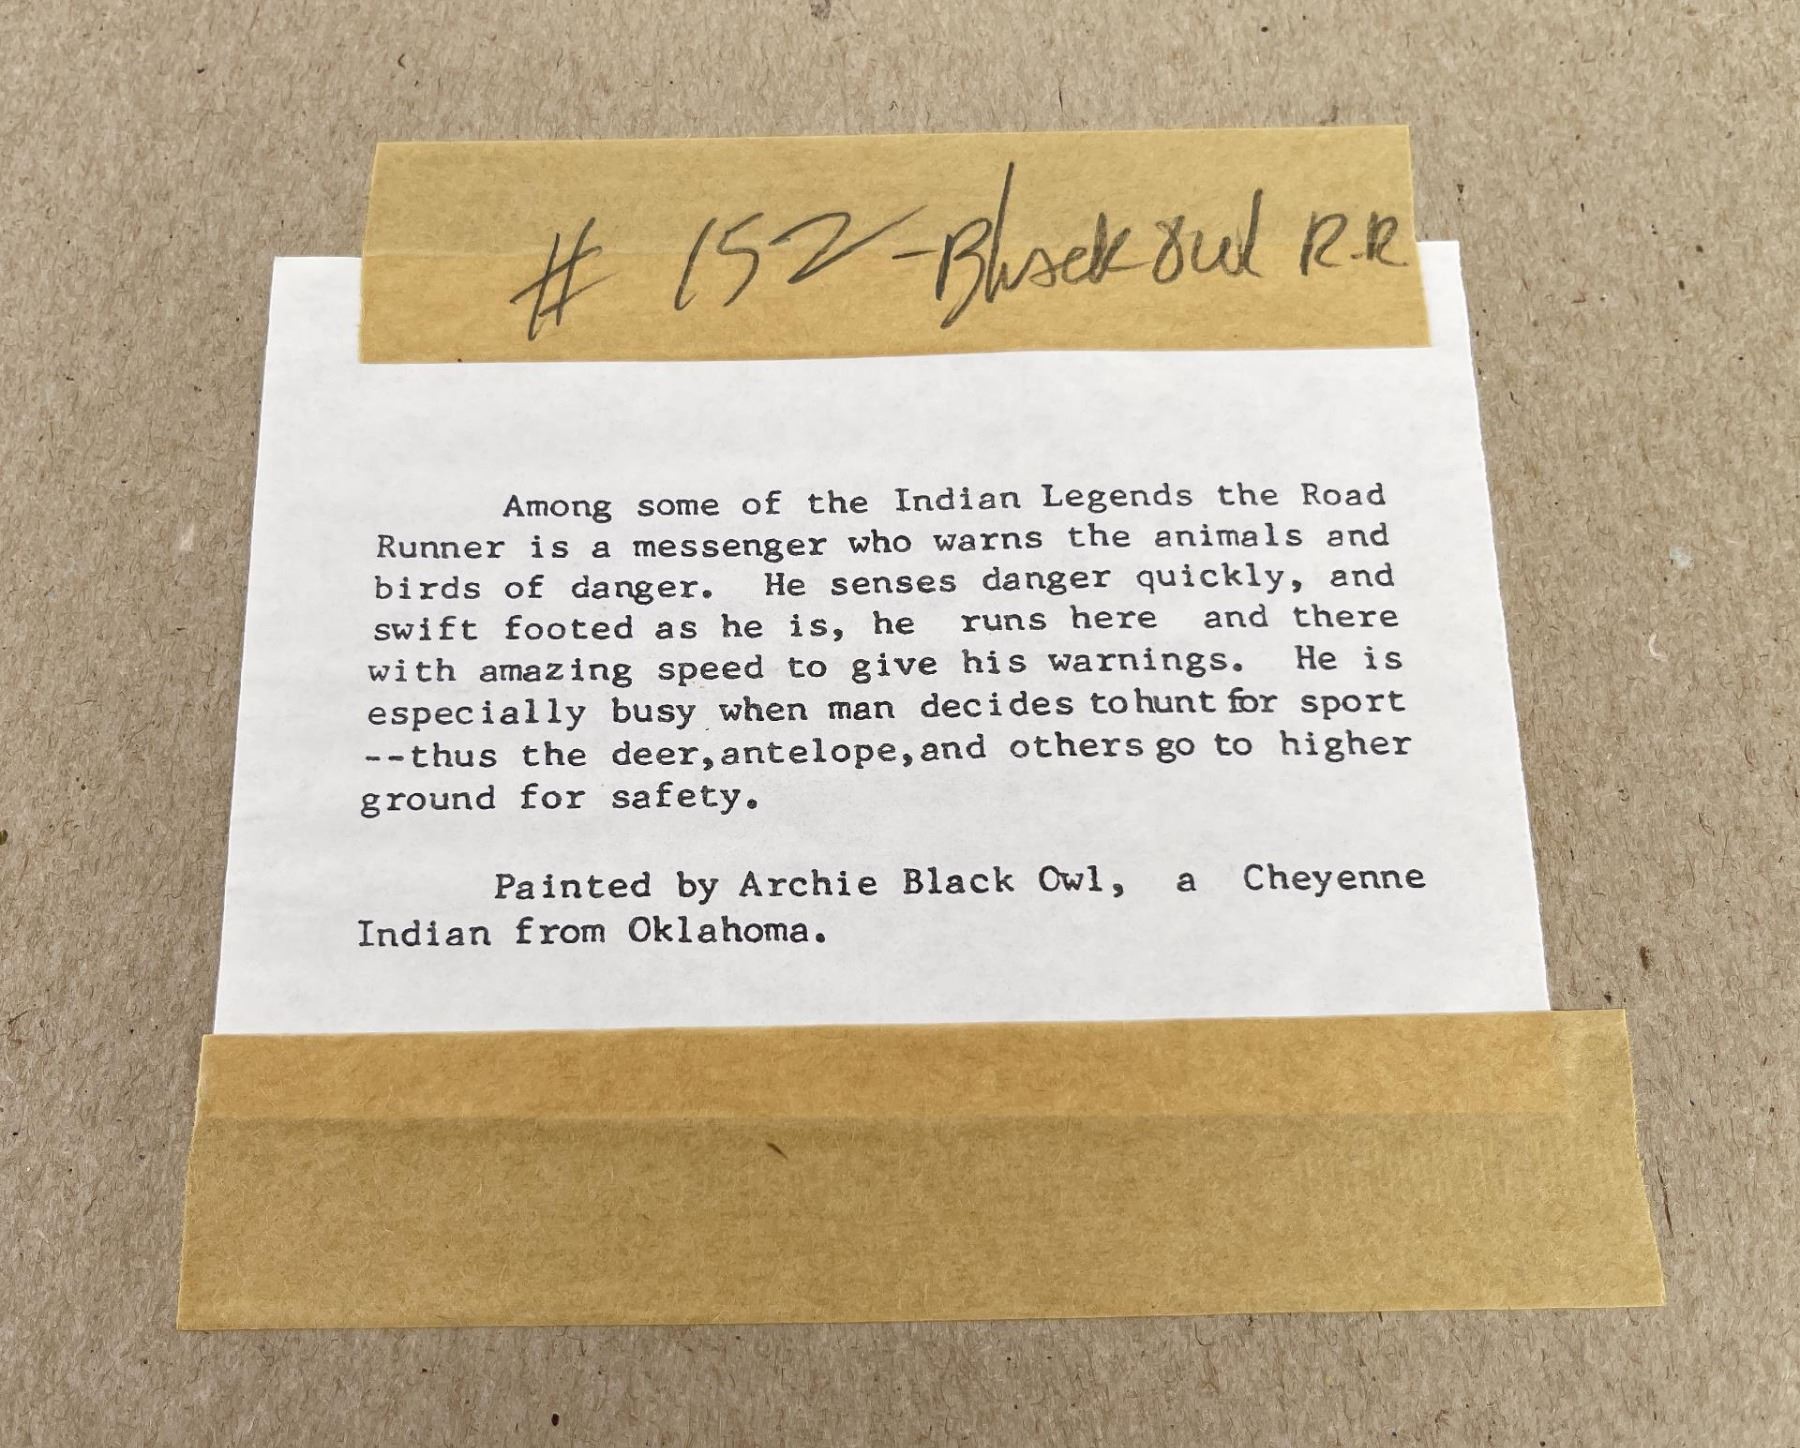 # 152 - Black Owl R.R
Among some of the Indian Legends the Road
Runner is a messenger who warns the animals and
birds of danger. He senses danger quickly, and
swift footed as he is, he runs here and there
with amazing speed to give his warnings. He is
especially busy when man decides to hunt for sport
--thus the deer,antelope,and others go to higher
ground for safety.
Painted by Archie Black Owl, a Cheyenne
Indian from Oklahoma.